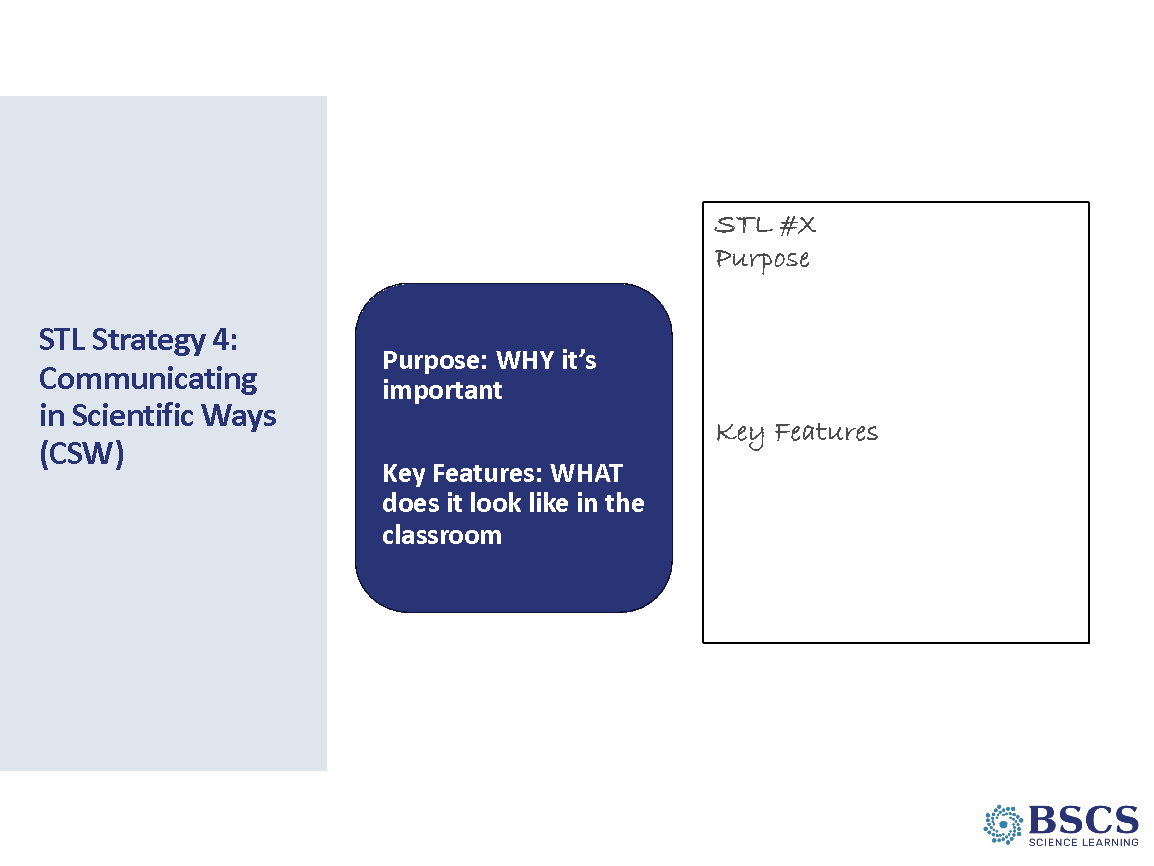 STL Strategy 4:
Communicating
in Scientific Ways
(CSW)
Purpose: WHY it’s
important
Key Features: WHAT
does it look like in the
classroom
STL #X
Purpose
Key Features
BSCS
SCIENCE LEARNING